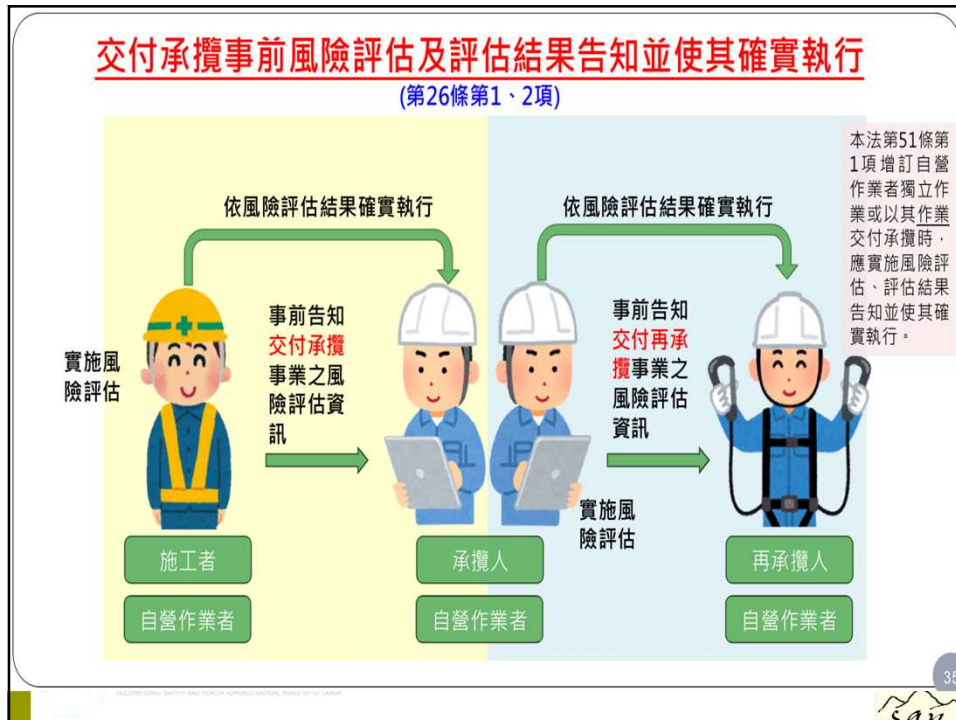 交付承攬事前風險評估及評估結果告知並使其確實執行
(第26條第1、2項)
本法第51條第
1項增訂自營
作業者獨立作
業或以其作業
交付承攬時，
應實施風險評
估、評估結果
告知並使其確
實執行。
依風險評估結果確實執行
依風險評估結果確實執行
實施風
險評估
事前告知
交付承攬
事業之風
險評估資
訊
事前告知
交付再承
攬事業之
風險評估
資訊
實施風
險評估
施工者
承攬人
再承攬人
自營作業者
自營作業者
自營作業者
35
OCCUPATIONAL SAFETY AND HEALTH ADMINISTRATION, MINISTRY OF LABOR
san